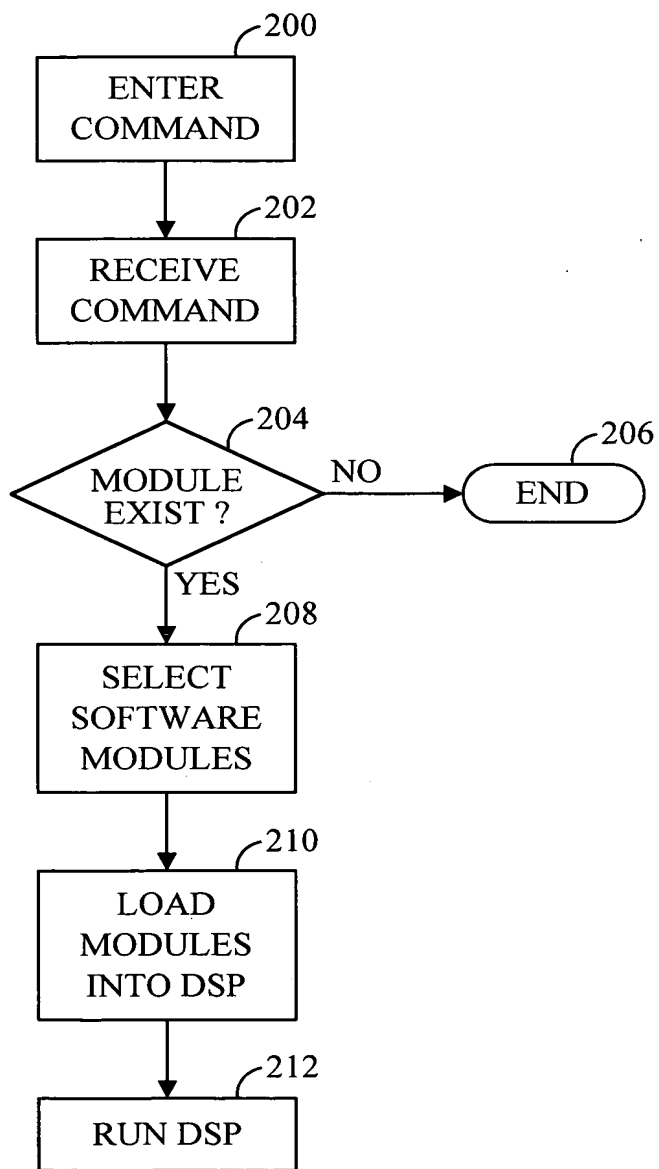 200
ENTER
COMMAND
202
RECEIVE
COMMAND
204
MODULE
EXIST ?
NO
206
END
YES
208
SELECT
SOFTWARE
MODULES
210
LOAD
MODULES
INTO DSP
212
RUN DSP